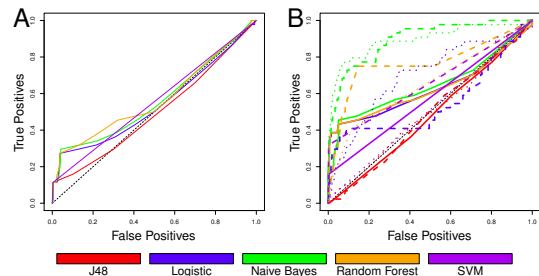 A
B
True Positives
1.0
0.8
0.6
0.4
0.2
0.0
0.0 0.2 0.4 0.6 0.8 1.0
False Positives
True Positives
1.0
0.8
0.6
0.4
0.2
0.0
0.0 0.2 0.4 0.6 0.8 1.0
False Positives
J48 Logistic Naive Bayes Random Forest SVM